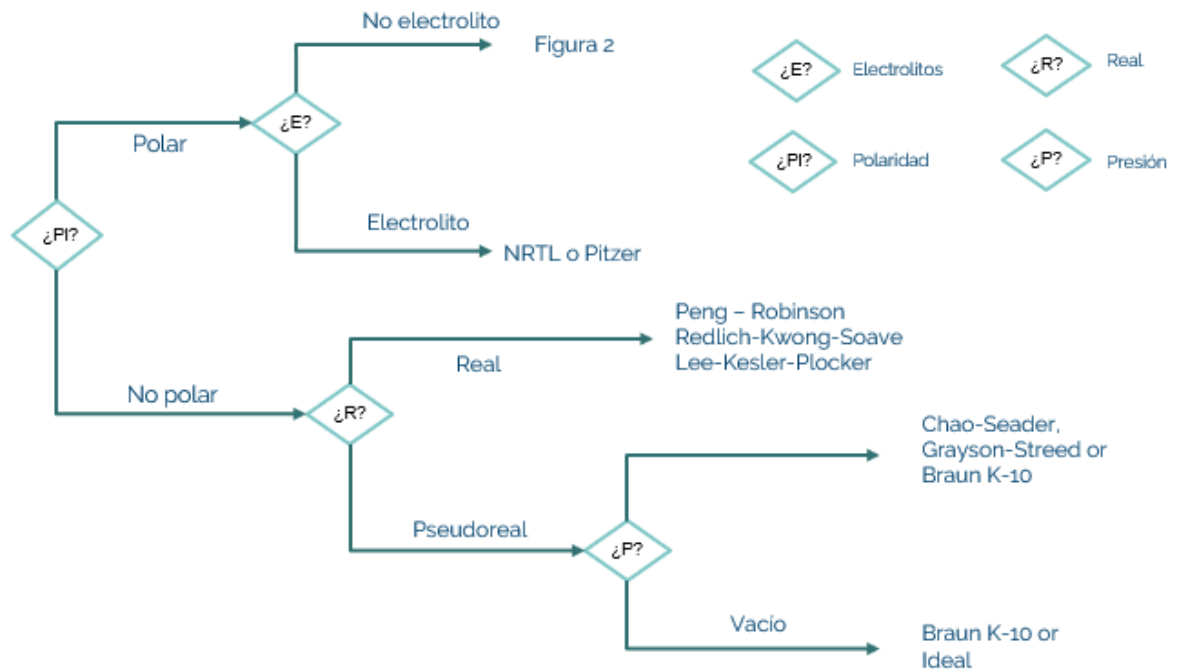 No electrolito
Figura 2
¿E?
Electrolitos
¿R?
Real
¿E?
Polar
¿Pl?
Polaridad
¿P?
Presión
Electrolito
¿Pl?
NRTL o Pitzer
Peng – Robinson
Redlich-Kwong-Soave
Lee-Kesler-Plocker
Real
No polar
¿R?
Chao-Seader,
Grayson-Streed or
Braun K-10
Pseudoreal
¿P?
Vacío
Braun K-10 or
Ideal